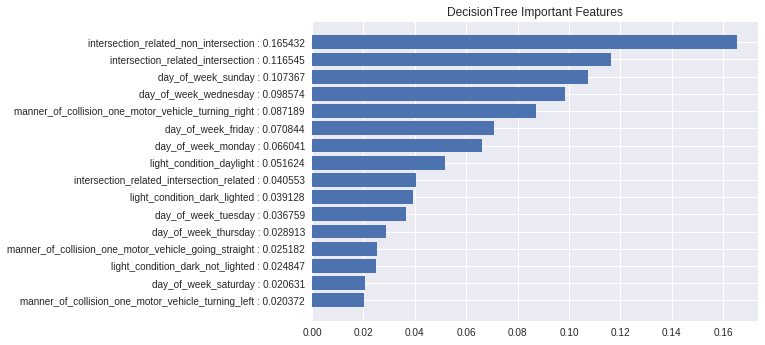 DecisionTree Important Features
intersection_related_non_intersection : 0.165432
intersection_related_intersection : 0.116545
day_of_week_sunday : 0.107367
day_of_week_wednesday : 0.098574
manner_of_collision_one_motor_vehicle_turning_right : 0.087189
day_of_week_friday : 0.070844
day_of_week_monday : 0.066041
light_condition_daylight : 0.051624
intersection_related_intersection_related : 0.040553
light_condition_dark_lighted : 0.039128
day_of_week_tuesday : 0.036759
day_of_week_thursday : 0.028913
manner_of_collision_one_motor_vehicle_going_straight : 0.025182
light_condition_dark_not_lighted : 0.024847
day_of_week_saturday : 0.020631
manner_of_collision_one_motor_vehicle_turning_left : 0.020372
0.00 0.02 0.04 0.06 0.08 0.10 0.12 0.14 0.16